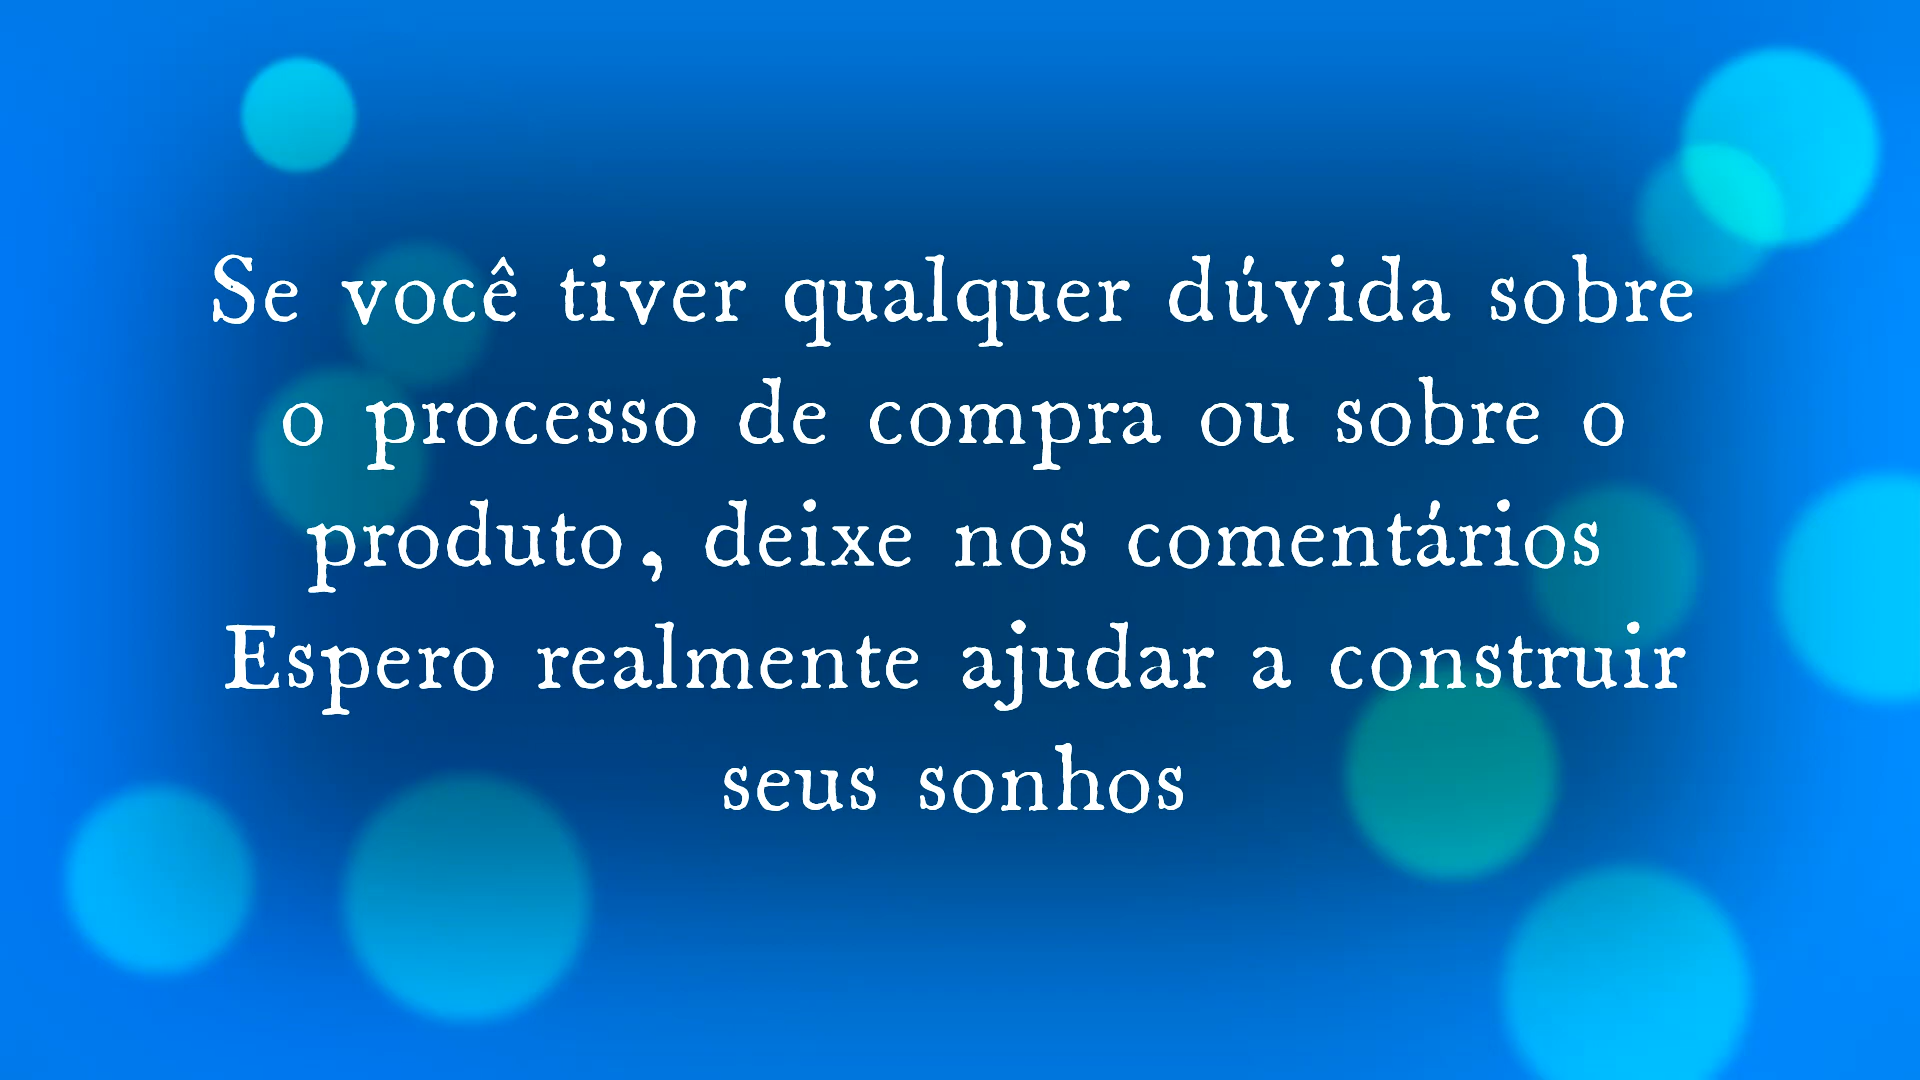 Se você tiver qualquer dúvida sobre
o processo de compra ou sobre o
produto, deixe nos comentários
Espero realmente ajudar a construir
seus sonhos